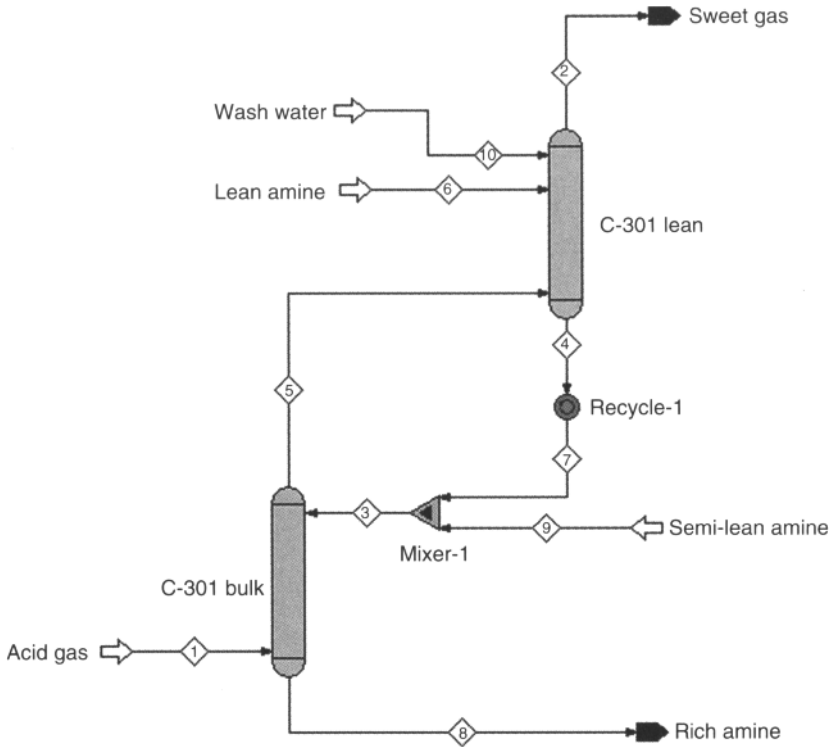 Sweet gas
2
Wash water
10
Lean amine
6
C-301 lean
4
5
Recycle-1
7
3
9
Semi-lean amine
Mixer-1
C-301 bulk
Acid gas
1
8
Rich amine